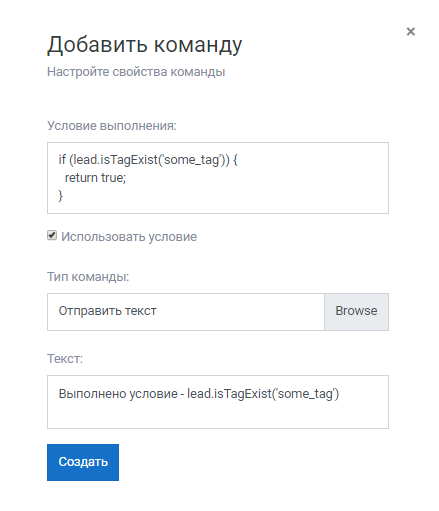 ×
Добавить команду
Настройте свойства команды
Условие выполнения:
if (lead.isTagExist('some_tag')) {
return true;
}
Использовать условие
Тип команды:
Отправить текст Browse
Текст:
Выполнено условие - lead.isTagExist('some_tag')
Создать